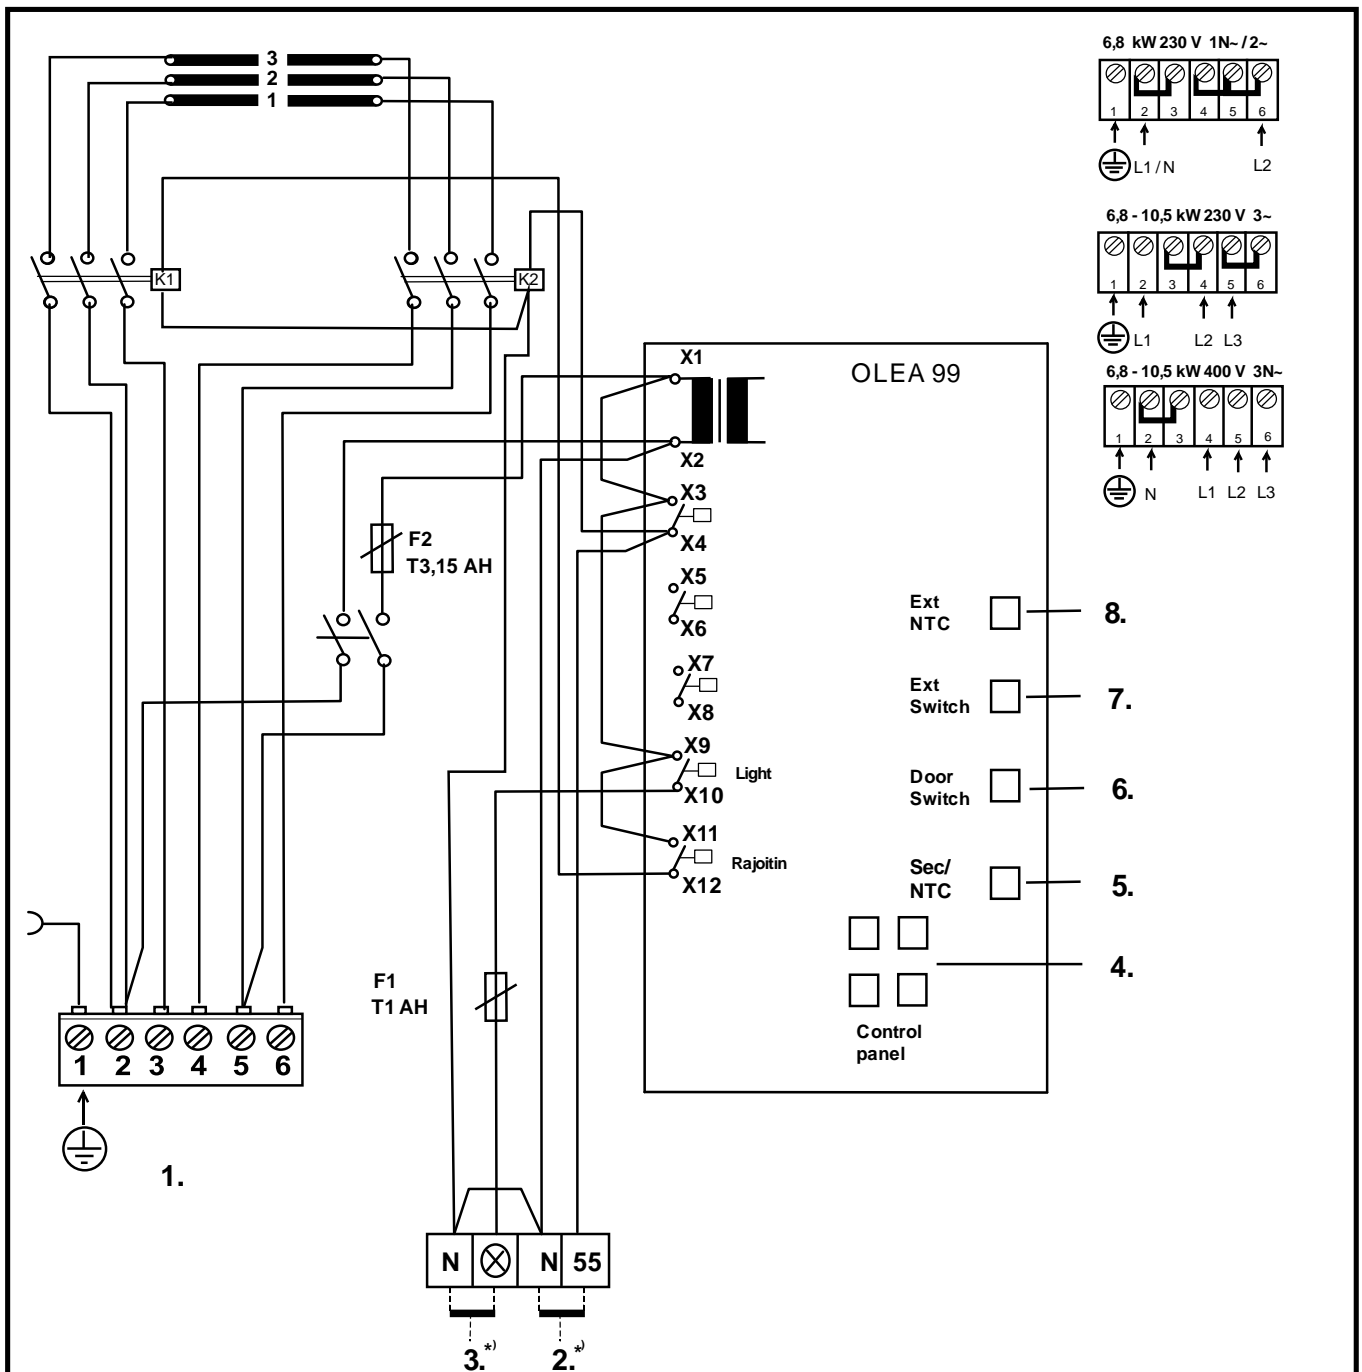 3
2
1
K1
K2
6,8 kW 230 V 1N~ / 2~
1 2 3 4 5 6
L1 / N L2
6,8 - 10,5 kW 230 V 3~
1 2 3 4 5 6
L1 L2 L3
6,8 - 10,5 kW 400 V 3N~
1 2 3 4 5 6
N L1 L2 L3
OLEA 99
X1
X2
X3
X4
X5
X6
X7
X8
X9
Light
X10
X11
Rajoitin
X12
F2
T3,15 AH
Ext
NTC
8.
Ext
Switch
7.
Door
Switch
6.
Sec/
NTC
5.
4.
Control
panel
F1
T1 AH
1 2 3 4 5 6
1.
N N 55
3.*) 2.*)